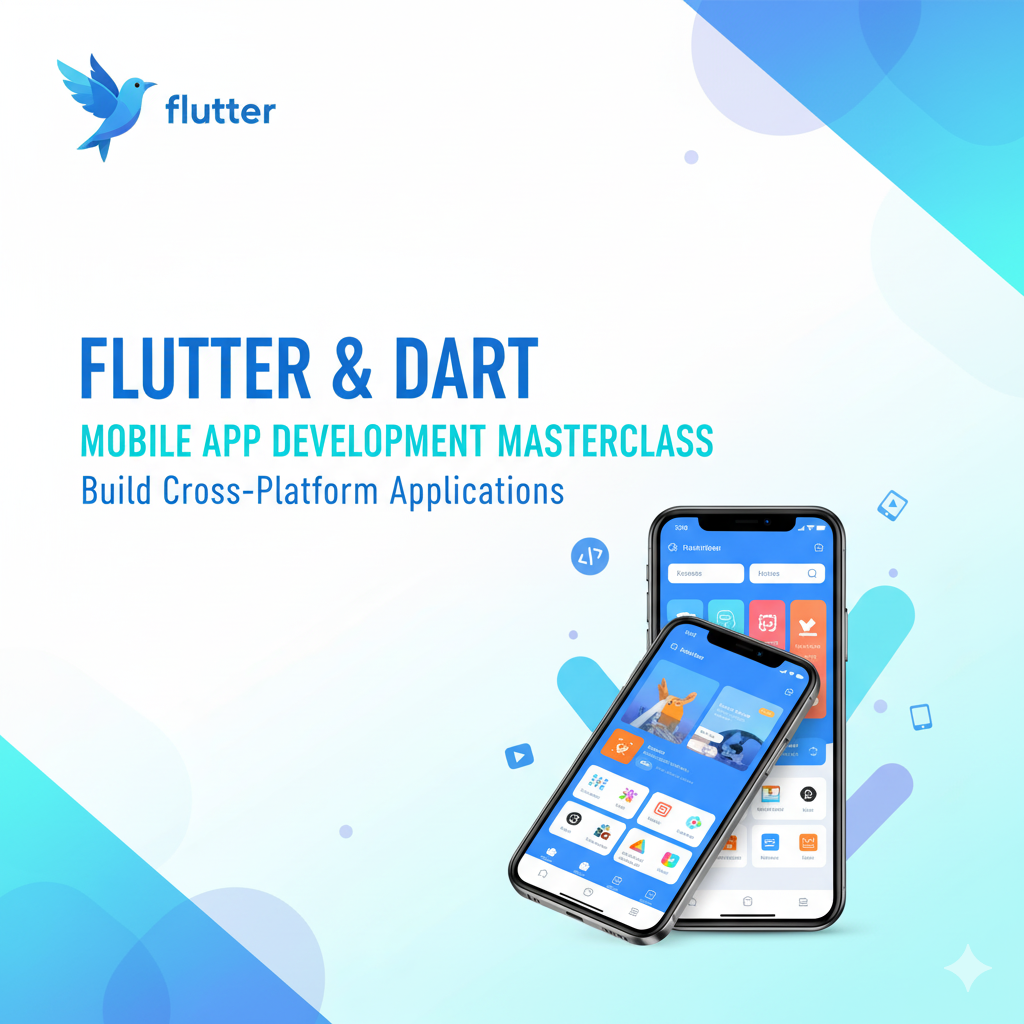 flutter
FLUTTER & DART
MOBILE APP DEVELOPMENT MASTERCLASS
Build Cross-Platform Applications